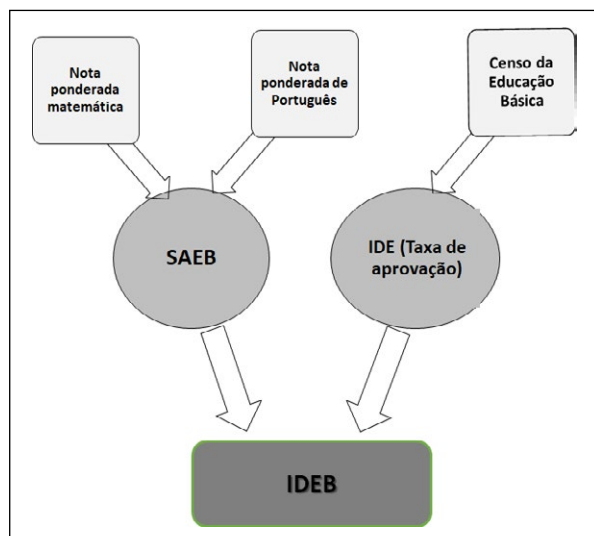 Nota
ponderada
matemática
Nota
ponderada de
Português
Censo da
Educação
Básica
SAEB
IDE (Taxa de
aprovação)
IDEB